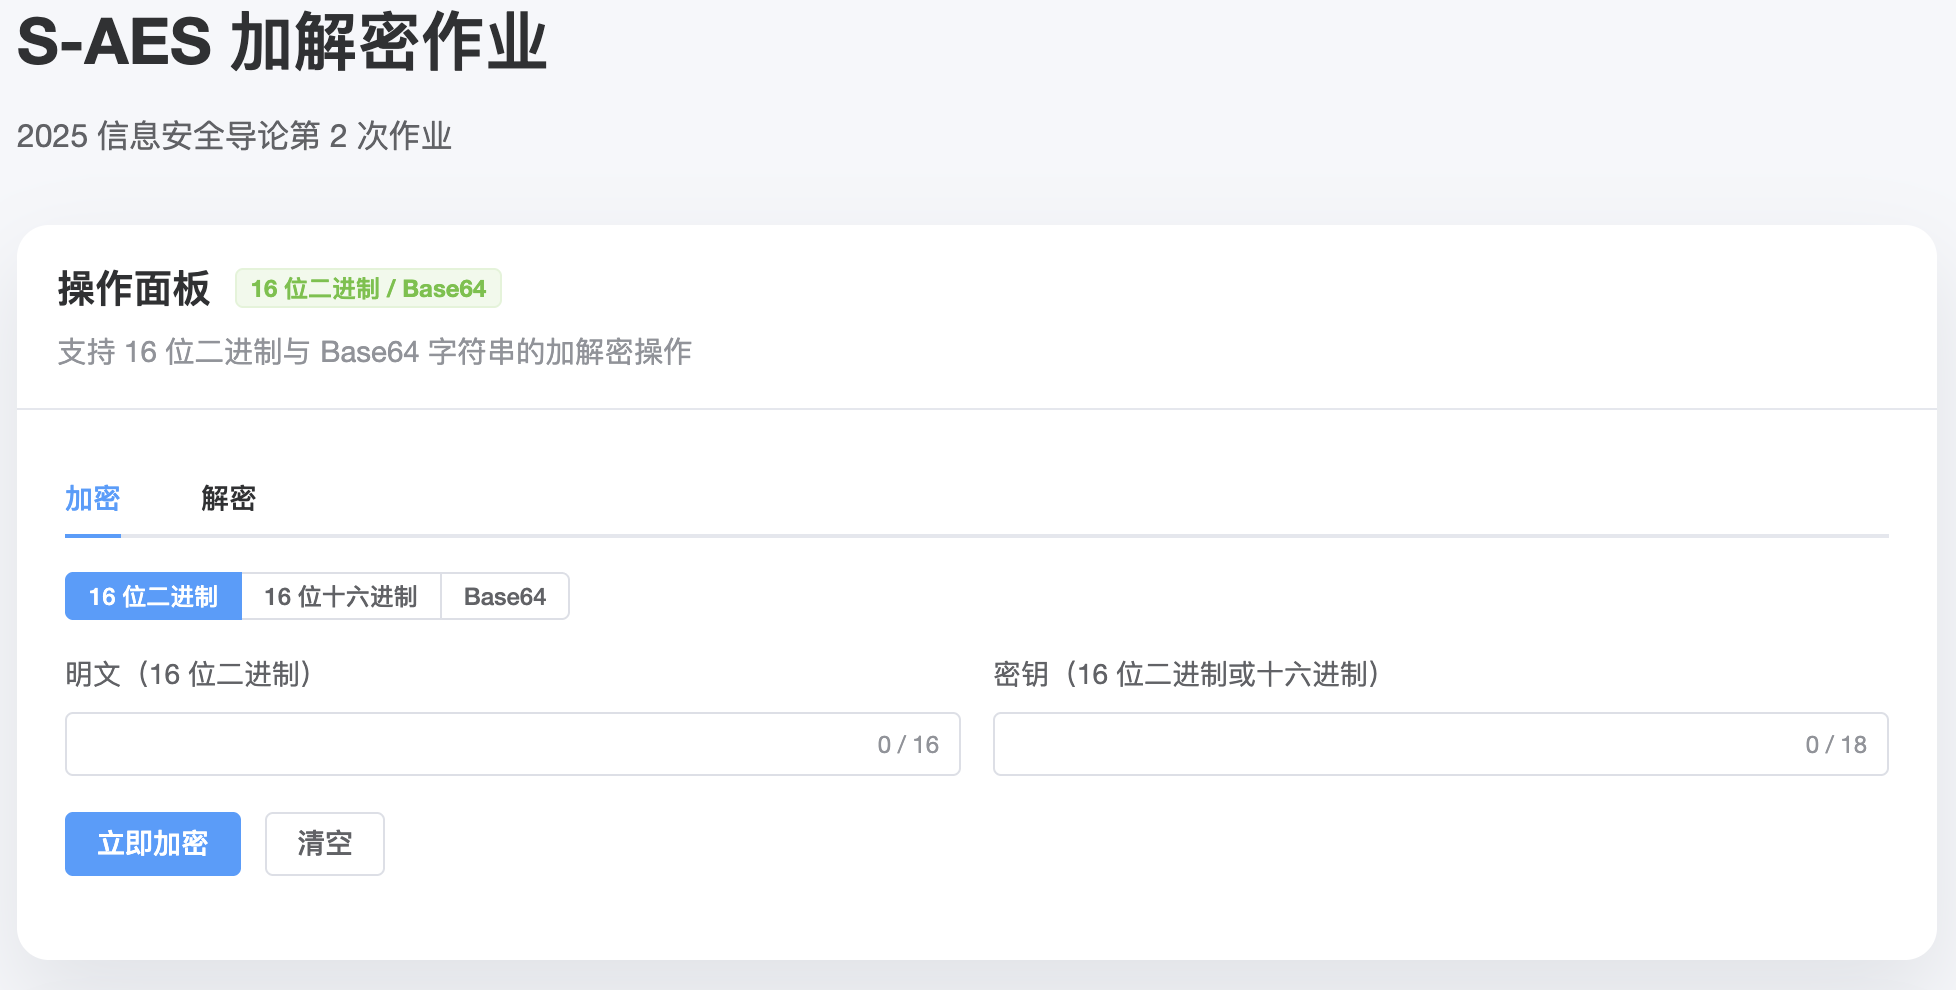 S-AES 加解密作业
2025 信息安全导论第 2 次作业
操作面板 16 位二进制 / Base64
支持 16 位二进制与 Base64 字符串的加解密操作
加密 解密
16 位二进制 16 位十六进制 Base64
明文（16 位二进制） 密钥（16 位二进制或十六进制）
0 / 16 0 / 18
立即加密 清空